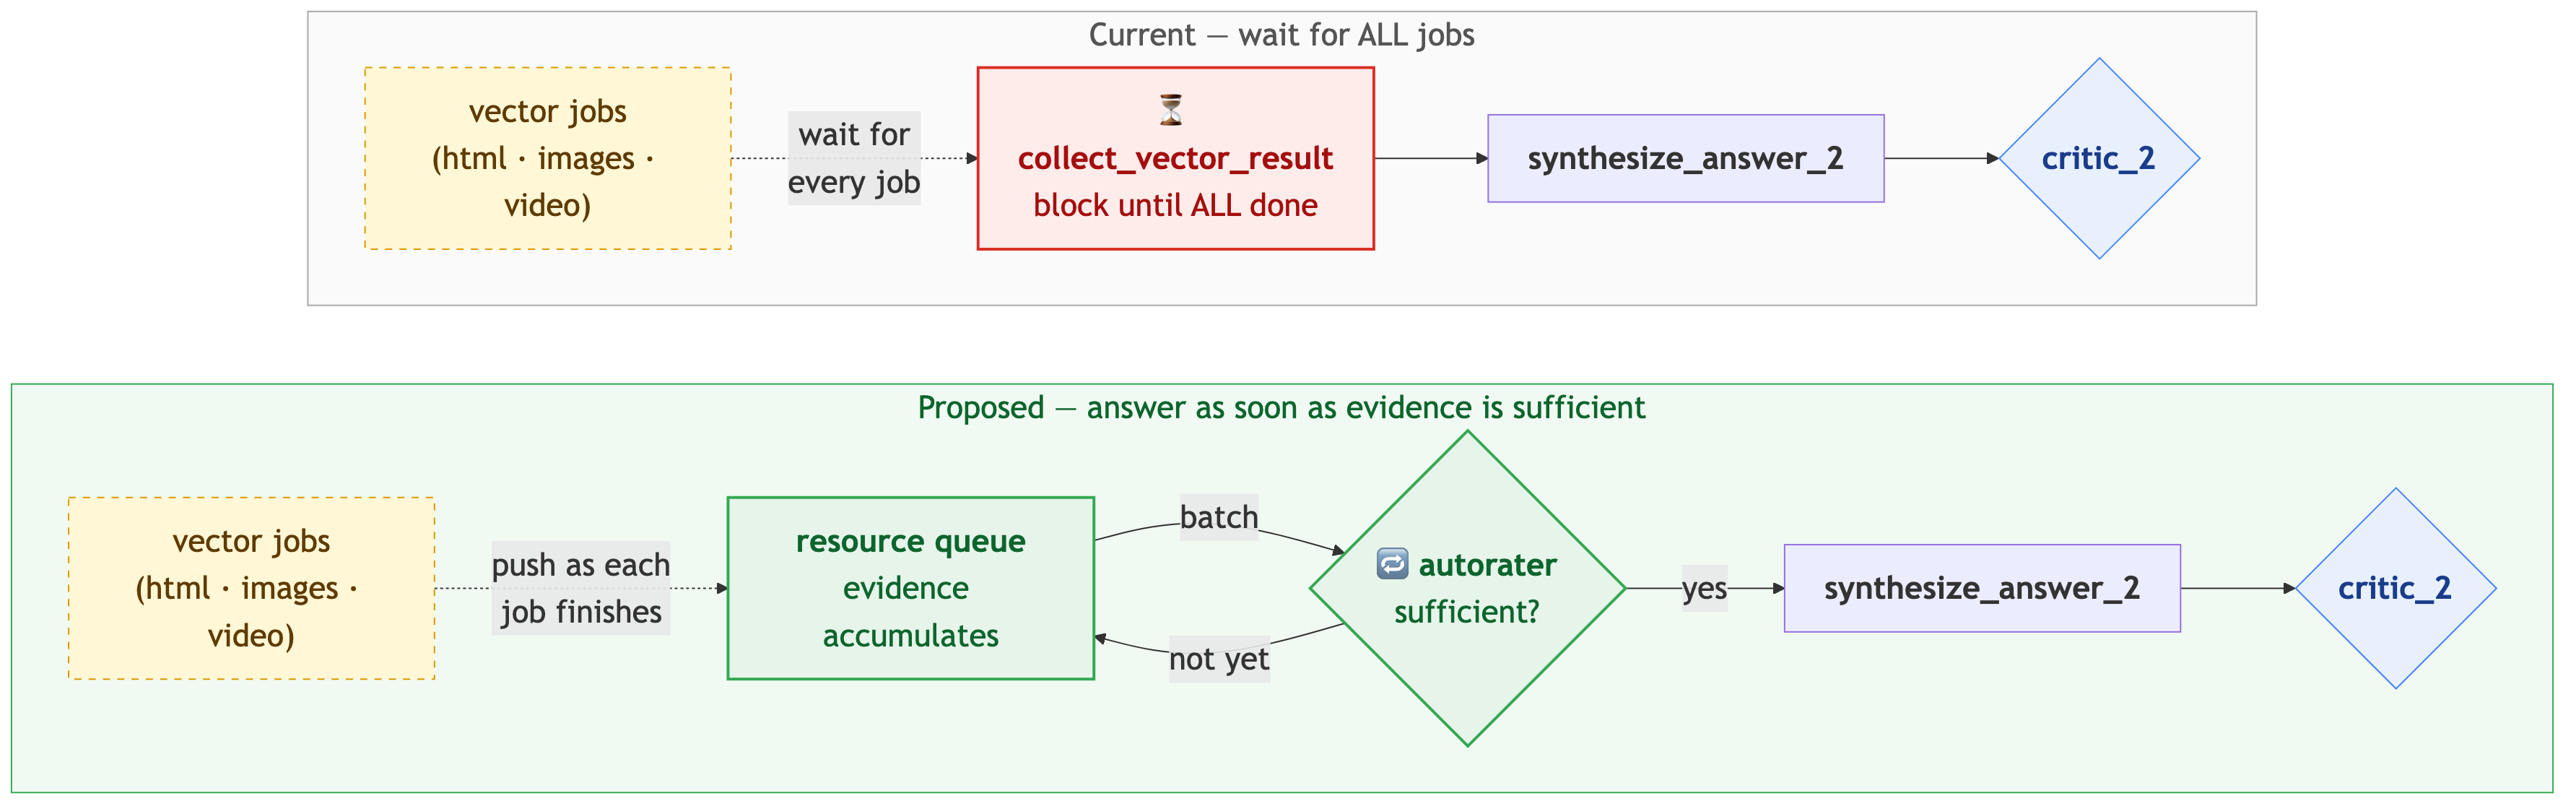 Current — wait for ALL jobs
vector jobs
(html · images ·
video)
wait for
every job
⏳
collect_vector_result
block until ALL done
synthesize_answer_2
critic_2
Proposed — answer as soon as evidence is sufficient
vector jobs
(html · images ·
video)
push as each
job finishes
resource queue
evidence
accumulates
batch
not yet
🔁 autorater
sufficient?
yes
synthesize_answer_2
critic_2